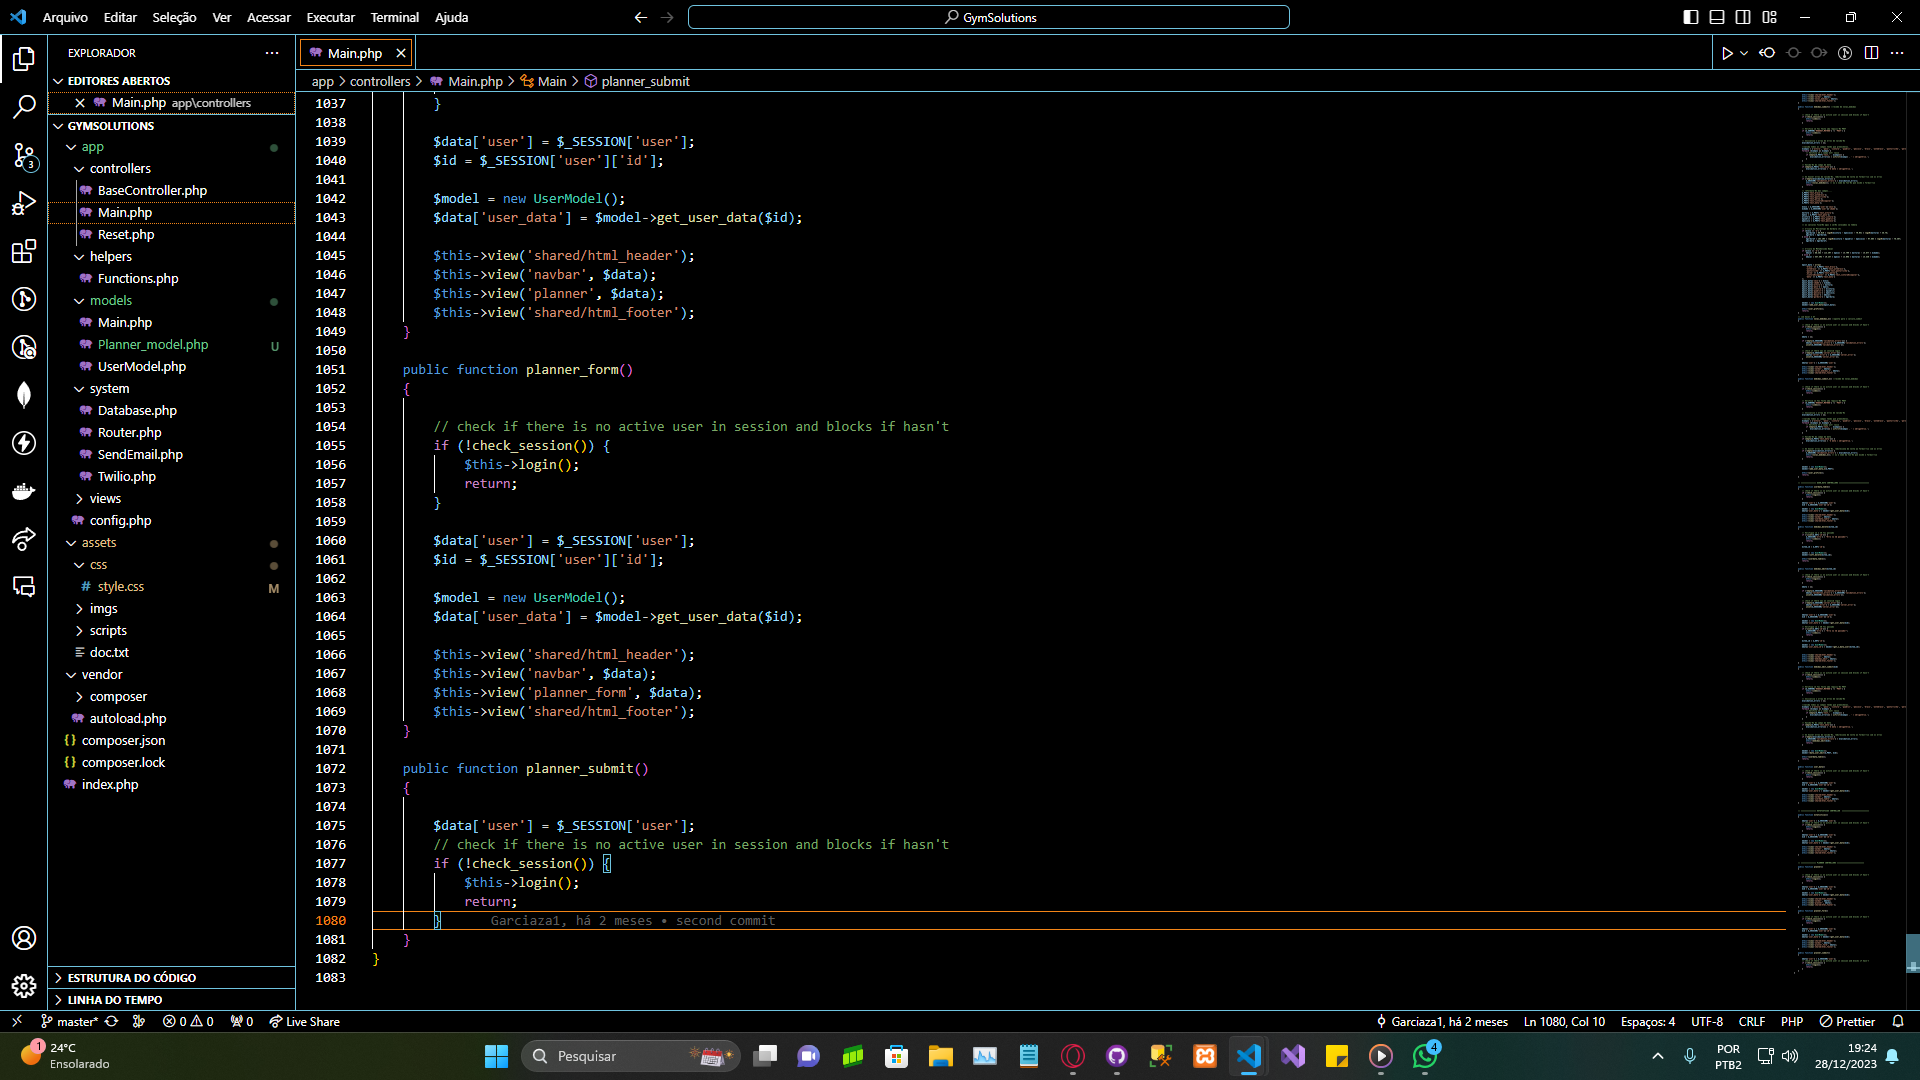 Arquivo Editar Seleção Ver Acessar Executar Terminal Ajuda
GymSolutions
EXPLORADOR
EDITORES ABERTOS
Main.php app\controllers
GYMSOLUTIONS
app
controllers
BaseController.php
Main.php
Reset.php
helpers
Functions.php
models
Main.php
Planner_model.php U
UserModel.php
system
Database.php
Router.php
SendEmail.php
Twilio.php
views
config.php
assets
css
# style.css M
imgs
scripts
doc.txt
vendor
composer
autoload.php
{} composer.json
{} composer.lock
index.php
ESTRUTURA DO CÓDIGO
LINHA DO TEMPO
3
Main.php
app > controllers > Main.php > Main > planner_submit
1037 }
1038
1039 $data['user'] = $_SESSION['user'];
1040 $id = $_SESSION['user']['id'];
1041
1042 $model = new UserModel();
1043 $data['user_data'] = $model->get_user_data($id);
1044
1045 $this->view('shared/html_header');
1046 $this->view('navbar', $data);
1047 $this->view('planner', $data);
1048 $this->view('shared/html_footer');
1049 }
1050
1051 public function planner_form()
1052 {
1053
1054 // check if there is no active user in session and blocks if hasn't
1055 if (!check_session()) {
1056 $this->login();
1057 return;
1058 }
1059
1060 $data['user'] = $_SESSION['user'];
1061 $id = $_SESSION['user']['id'];
1062
1063 $model = new UserModel();
1064 $data['user_data'] = $model->get_user_data($id);
1065
1066 $this->view('shared/html_header');
1067 $this->view('navbar', $data);
1068 $this->view('planner_form', $data);
1069 $this->view('shared/html_footer');
1070 }
1071
1072 public function planner_submit()
1073 {
1074
1075 $data['user'] = $_SESSION['user'];
1076 // check if there is no active user in session and blocks if hasn't
1077 if (!check_session()) {
1078 $this->login();
1079 return;
1080 } Garciaza1, há 2 meses • second commit
1081 }
1082 }
1083
master* 0 0 0 Live Share
Garciaza1, há 2 meses Ln 1080, Col 10 Espaços: 4 UTF-8 CRLF PHP Prettier
1 24°C
Ensolarado
Pesquisar
4
POR
PTB2
19:24
28/12/2023